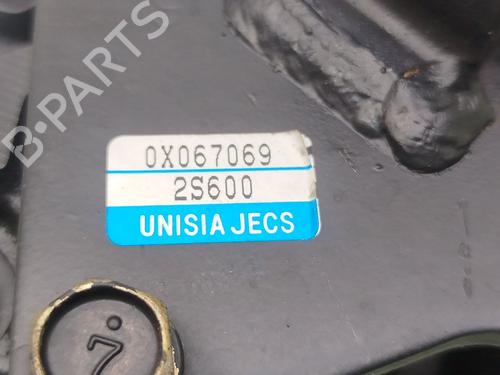 B-PARTS
0X067069
2S600
UNISIA JECS
7